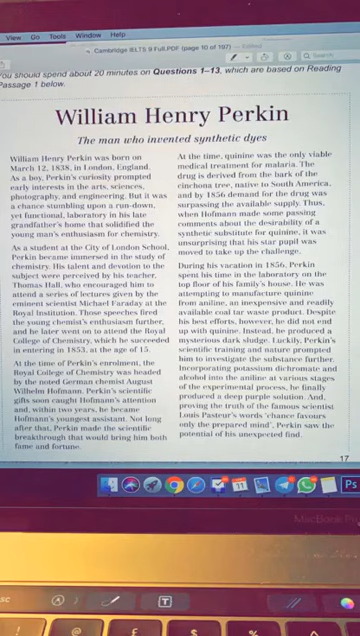 View Go Tools Window Help
Cambridge IELTS 9 Full.PDF (page 10 of 197) — Edited
Search
You should spend about 20 minutes on Questions 1–13, which are based on Reading
Passage 1 below.
William Henry Perkin
The man who invented synthetic dyes
William Henry Perkin was born on
March 12, 1838, in London, England.
As a boy, Perkin's curiosity prompted
early interests in the arts, sciences,
photography, and engineering. But it was
a chance stumbling upon a run-down,
yet functional, laboratory in his late
grandfather's home that solidified the
young man's enthusiasm for chemistry.
As a student at the City of London School,
Perkin became immersed in the study of
chemistry. His talent and devotion to the
subject were perceived by his teacher,
Thomas Hall, who encouraged him to
attend a series of lectures given by the
eminent scientist Michael Faraday at the
Royal Institution. Those speeches fired
the young chemist's enthusiasm further,
and he later went on to attend the Royal
College of Chemistry, which he succeeded
in entering in 1853, at the age of 15.
At the time of Perkin's enrolment, the
Royal College of Chemistry was headed
by the noted German chemist August
Wilhelm Hofmann. Perkin's scientific
gifts soon caught Hofmann's attention
and, within two years, he became
Hofmann's youngest assistant. Not long
after that, Perkin made the scientific
breakthrough that would bring him both
fame and fortune.
At the time, quinine was the only viable
medical treatment for malaria. The
drug is derived from the bark of the
cinchona tree, native to South America,
and by 1856 demand for the drug was
surpassing the available supply. Thus,
when Hofmann made some passing
comments about the desirability of a
synthetic substitute for quinine, it was
unsurprising that his star pupil was
moved to take up the challenge.
During his vacation in 1856, Perkin
spent his time in the laboratory on the
top floor of his family's house. He was
attempting to manufacture quinine
from aniline, an inexpensive and readily
available coal tar waste product. Despite
his best efforts, however, he did not end
up with quinine. Instead, he produced a
mysterious dark sludge. Luckily, Perkin's
scientific training and nature prompted
him to investigate the substance further.
Incorporating potassium dichromate and
alcohol into the aniline at various stages
of the experimental process, he finally
produced a deep purple solution. And,
proving the truth of the famous scientist
Louis Pasteur's words 'chance favours
only the prepared mind', Perkin saw the
potential of his unexpected find.
17
11
Ps
MacBook Pro
T
!
@
£
$
%
^